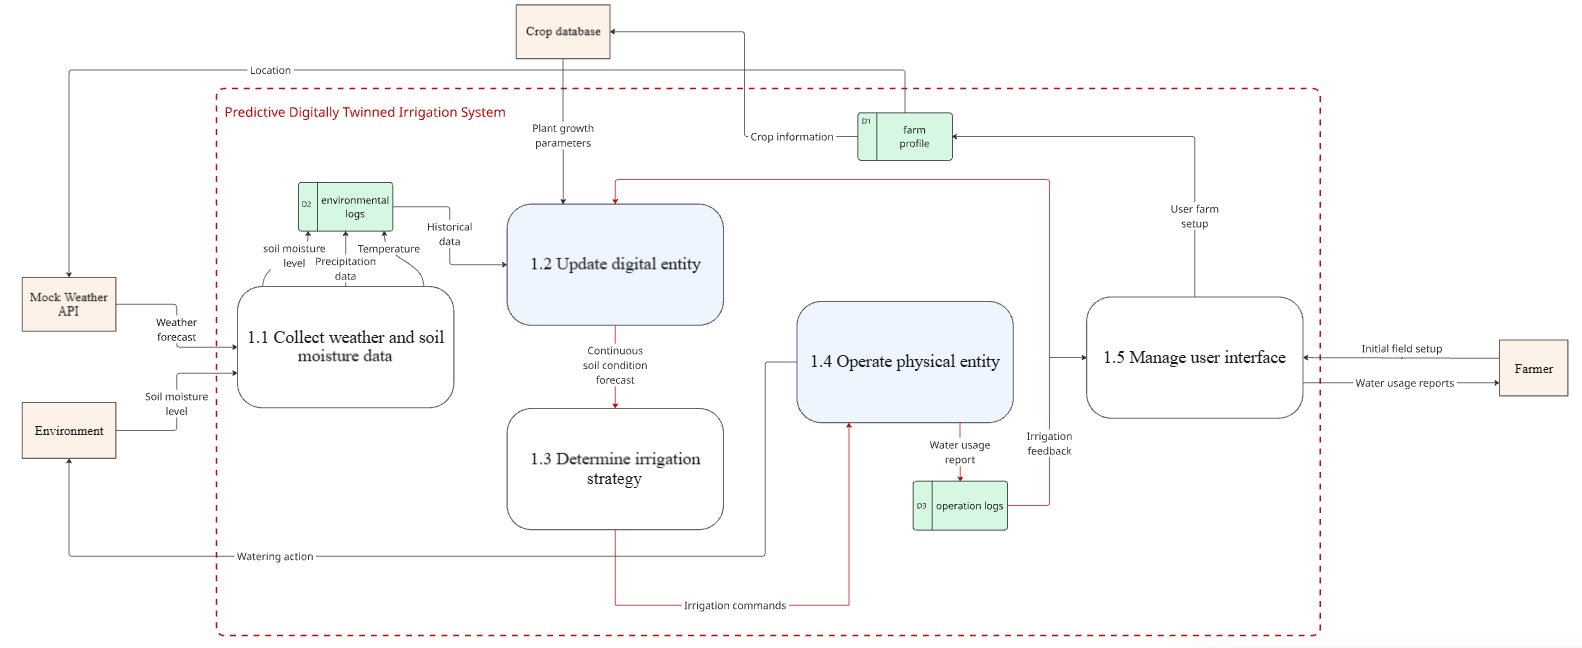 Crop database
Location
Predictive Digitally Twinned Irrigation System
Plant growth
parameters
Crop information
D1
farm
profile
D2
environmental
logs
Historical
data
User farm
setup
soil moisture
level
Precipitation
data
Temperature
1.2 Update digital entity
Mock Weather
API
Weather
forecast
1.1 Collect weather and soil
moisture data
Continuous
soil condition
forecast
1.4 Operate physical entity
1.5 Manage user interface
Initial field setup
Farmer
Water usage reports
Soil moisture
level
Environment
Water usage
report
Irrigation
feedback
1.3 Determine irrigation
strategy
D3
operation logs
Watering action
Irrigation commands